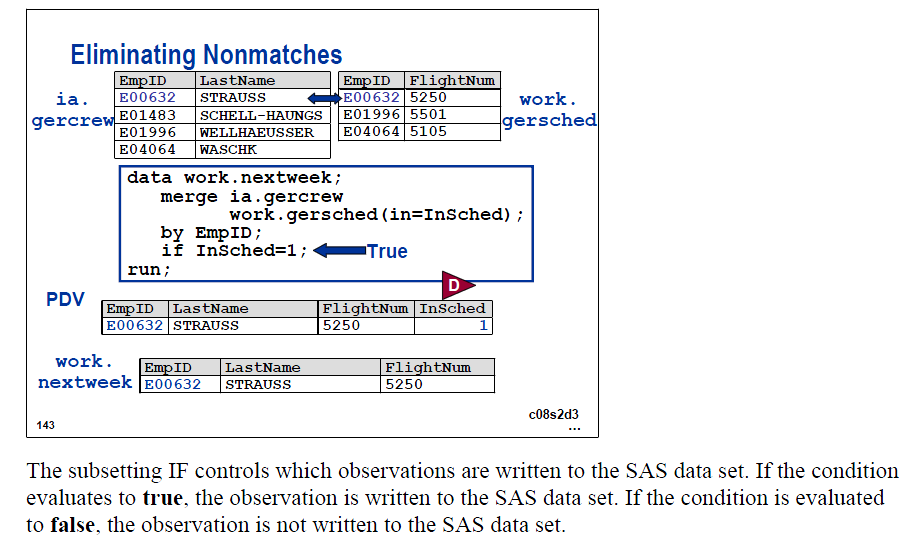 Eliminating Nonmatches
ia.
gercrew
EmpID LastName
E00632 STRAUSS
E01483 SCHELL-HAUNGS
E01996 WELLHAEUSSER
E04064 WASCHK
EmpID FlightNum
E00632 5250
E01996 5501
E04064 5105
work.
gersched
data work.nextweek;
merge ia.gercrew
work.gersched(in=InSched);
by EmpID;
if InSched=1; True
run;
D
PDV
EmpID LastName FlightNum InSched
E00632 STRAUSS 5250 1
work.
nextweek
EmpID LastName FlightNum
E00632 STRAUSS 5250
c08s2d3
...
143
The subsetting IF controls which observations are written to the SAS data set. If the condition
evaluates to true, the observation is written to the SAS data set. If the condition is evaluated
to false, the observation is not written to the SAS data set.